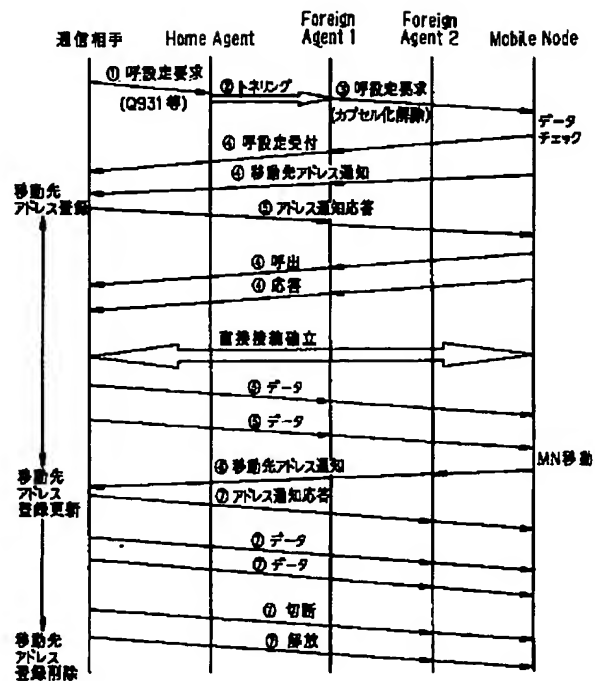 通信相手
Home Agent
Foreign
Agent 1
Foreign
Agent 2
Mobile Node
① 呼設定要求
(Q931 等)
② トネリング
③ 呼設定要求
(カプセル化解除)
データ
チェック
④ 呼設定受付
④ 移動先アドレス通知
移動先
アドレス登録
⑤ アドレス通知応答
④ 呼出
④ 応答
直接接続確立
⑤ データ
⑤ データ
MN移動
⑥ 移動先アドレス通知
移動先
アドレス
登録更新
⑦ アドレス通知応答
⑦ データ
⑦ データ
⑦ 切断
⑦ 解放
移動先
アドレス
登録削除